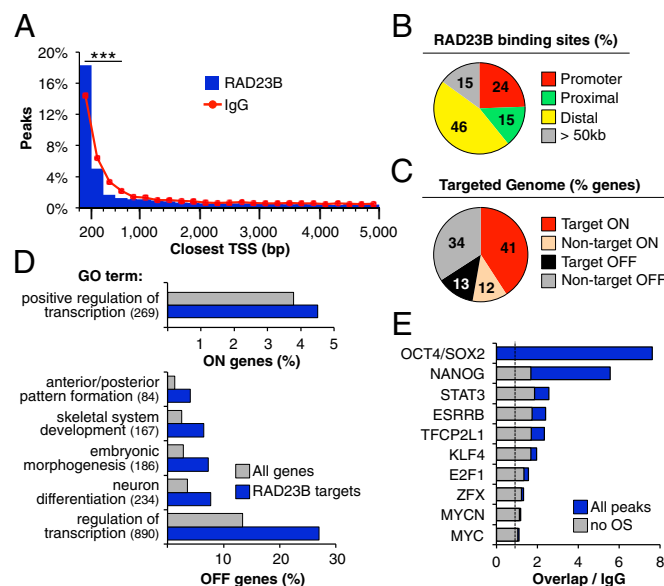 A
20%
16%
12%
8%
4%
0%
Peaks
***
RAD23B
IgG
200
1,000
2,000
3,000
4,000
5,000
Closest TSS (bp)
B
RAD23B binding sites (%)
24
15
46
15
Promoter
Proximal
Distal
> 50kb
C
Targeted Genome (% genes)
41
12
13
34
Target ON
Non-target ON
Target OFF
Non-target OFF
D
GO term:
positive regulation of
transcription (269)
1 2 3 4 5
ON genes (%)
anterior/posterior
pattern formation (84)
skeletal system
development (167)
embryonic
morphogenesis (186)
neuron
differentiation (234)
regulation of
transcription (890)
All genes
RAD23B targets
10 20 30
OFF genes (%)
E
OCT4/SOX2
NANOG
STAT3
ESRRB
TFCP2L1
KLF4
E2F1
ZFX
MYCN
MYC
All peaks
no OS
0 2 4 6 8
Overlap / IgG